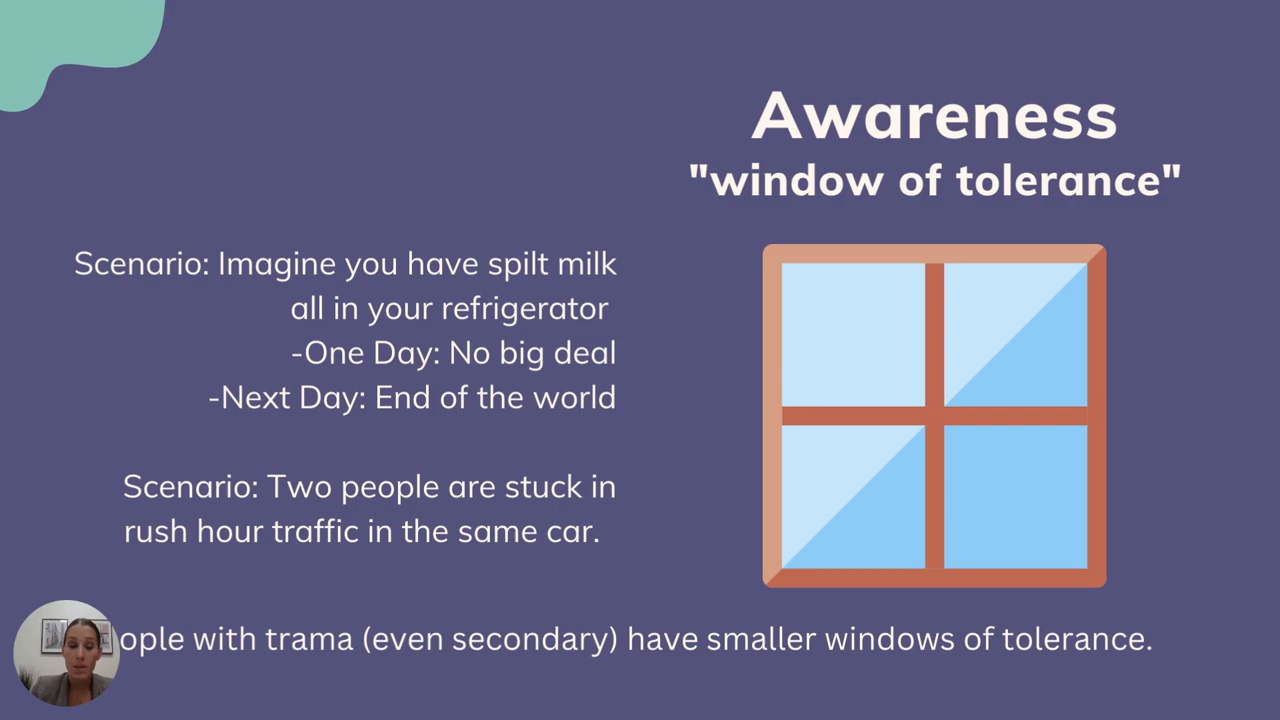 Awareness
"window of tolerance"
Scenario: Imagine you have spilt milk
all in your refrigerator
-One Day: No big deal
-Next Day: End of the world
Scenario: Two people are stuck in
rush hour traffic in the same car.
with trama (even secondary) have smaller windows of tolerance.